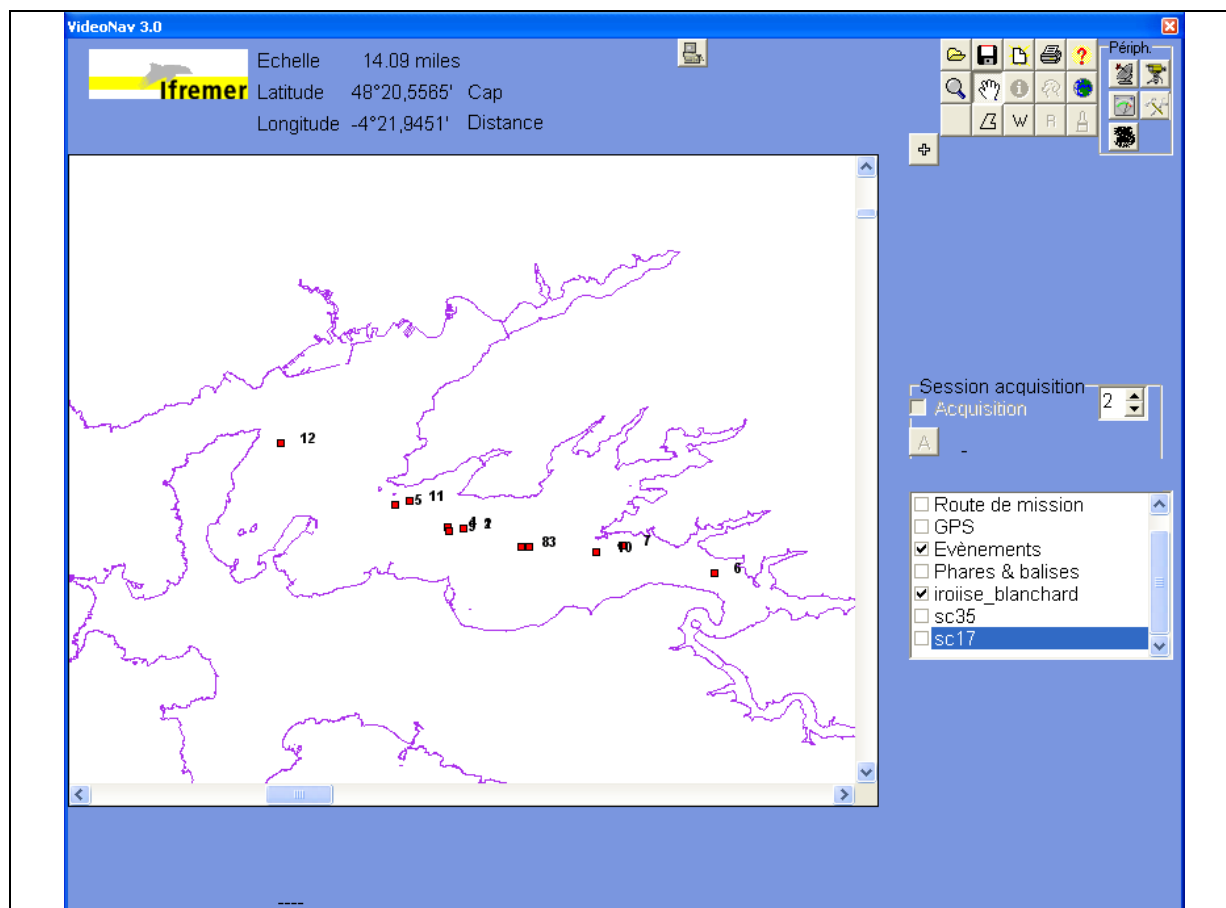 VideoNav 3.0
Ifremer
Echelle 14.09 miles
Latitude 48°20,5565' Cap
Longitude -4°21,9451' Distance
Périph.
?
W R
12
5 11
9
83
7
6
Session acquisition
Acquisition 2
A -
Route de mission
GPS
Evènements
Phares & balises
iroiise_blanchard
sc35
sc17
----